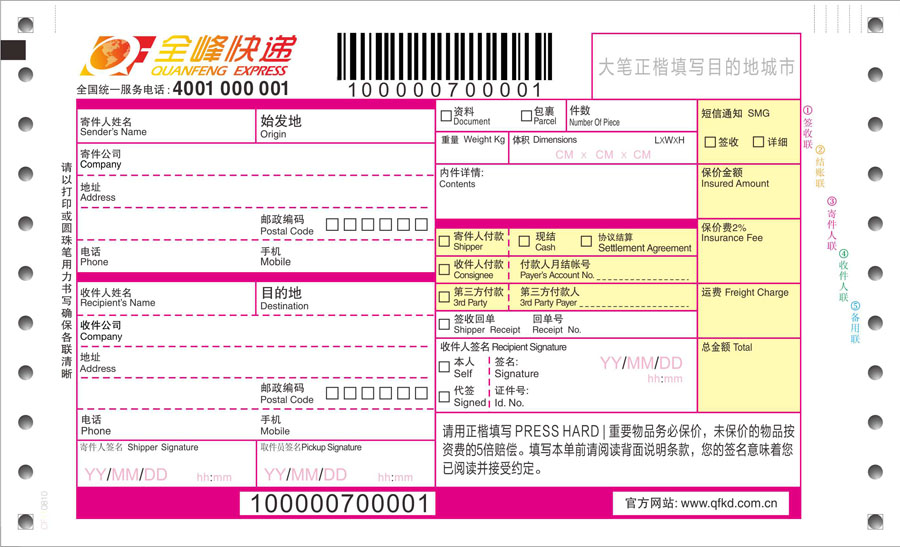 全峰快递
QUANFENG EXPRESS
全国统一服务电话:4001 000 001
100000700001
大笔正楷填写目的地城市
请以打印或圆珠笔用力书写确保各联清晰
寄件人姓名
Sender's Name
始发地
Origin
寄件公司
Company
地址
Address
邮政编码
Postal Code
电话
Phone
手机
Mobile
收件人姓名
Recipient's Name
目的地
Destination
收件公司
Company
地址
Address
邮政编码
Postal Code
电话
Phone
手机
Mobile
寄件人签名 Shipper Signature
YY/MM/DD hh:mm
取件员签名Pickup Signature
YY/MM/DD hh:mm
资料
Document
包裹
Parcel
件数
Number Of Piece
重量 Weight Kg
体积 Dimensions LXWXH
CM x CM x CM
内件详情:
Contents
寄件人付款
Shipper
现结
Cash
协议结算
Settlement Agreement
收件人付款
Consignee
付款人月结帐号
Payer's Account No.
第三方付款
3rd Party
第三方付款人
3rd Party Payer
签收回单
Shipper Receipt
回单号
Receipt No.
收件人签名 Recipient Signature
本人
Self
签名:
Signature
YY/MM/DD
hh:mm
代签
Signed
证件号:
Id. No.
短信通知 SMG
签收
详细
保价金额
Insured Amount
保价费2%
Insurance Fee
运费 Freight Charge
总金额 Total
请用正楷填写 PRESS HARD | 重要物品务必保价，未保价的物品按
资费的5倍赔偿。填写本单前请阅读背面说明条款，您的签名意味着您
已阅读并接受约定。
100000700001
官方网站: www.qfkd.com.cn
①签收联
②结账联
③寄件人联
④收件人联
⑤备用联